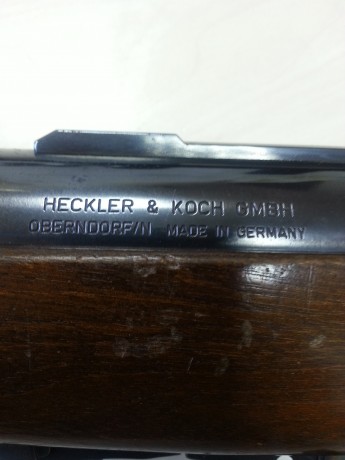 HECKLER & KOCH GMBH
OBERNDORF/N MADE IN GERMANY